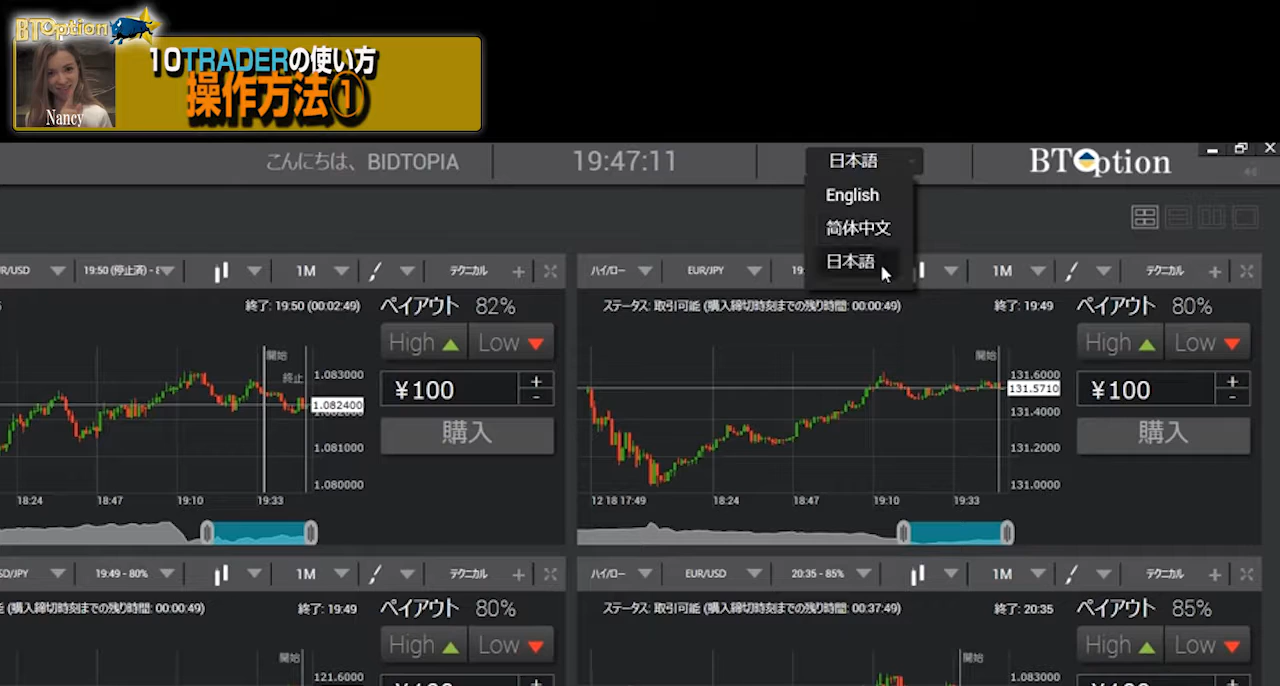 BTOption
10TRADERの使い方
操作方法①
Nancy
こんにちは、BIDTOPIA
19:47:11
日本語
BTOption
English
简体中文
日本語
R/USD
19:50 (停止済) - 8
1M
テクニカル
ハイ/ロー
EUR/JPY
19:
1M
テクニカル
終了: 19:50 (00:02:49)
ペイアウト 82%
ステータス: 取引可能 (購入締切時刻までの残り時間: 00:00:49)
終了: 19:49
ペイアウト 80%
High
Low
High
Low
開始
終止
開始
¥100
+
-
¥100
+
-
1.083000
1.082400
1.081000
1.080000
131.6000
131.5710
131.4000
131.2000
131.0000
購入
購入
18:24
18:47
19:10
19:33
12 18 17:49
18:24
18:47
19:10
19:33
SD/JPY
19:49 - 80%
1M
テクニカル
ハイ/ロー
EUR/USD
20:35 - 85%
1M
テクニカル
能 (購入締切時刻までの残り時間: 00:00:49)
終了: 19:49
ペイアウト 80%
ステータス: 取引可能 (購入締切時刻までの残り時間: 00:37:49)
終了: 20:35
ペイアウト 85%
High
Low
High
Low
開始
開始
121.6000
1.083000